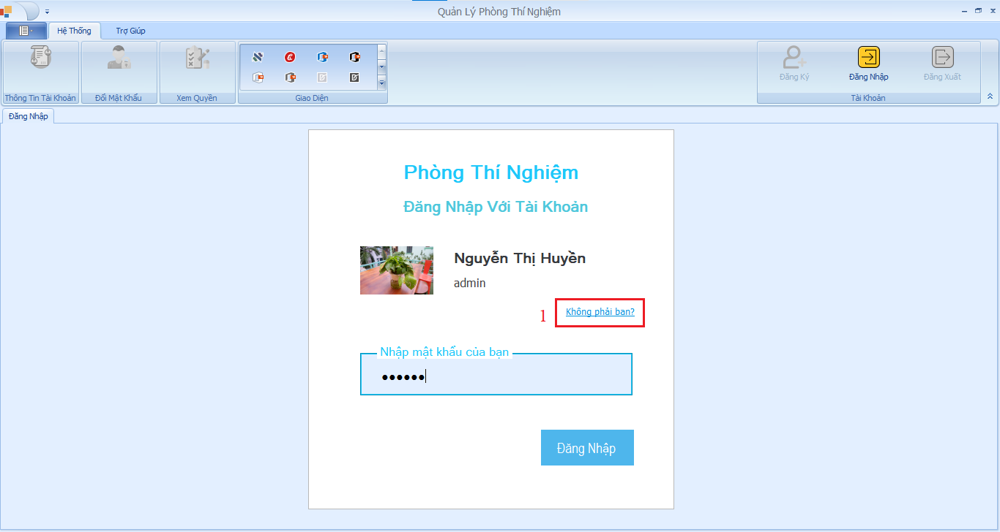 Quản Lý Phòng Thí Nghiệm
Hệ Thống
Trợ Giúp
Thông Tin Tài Khoản
Đổi Mật Khẩu
Xem Quyền
Giao Diện
Đăng Ký
Đăng Nhập
Đăng Xuất
Tài Khoản
Đăng Nhập
Phòng Thí Nghiệm
Đăng Nhập Với Tài Khoản
Nguyễn Thị Huyền
admin
1
Không phải bạn?
Nhập mật khẩu của bạn
••••••
Đăng Nhập